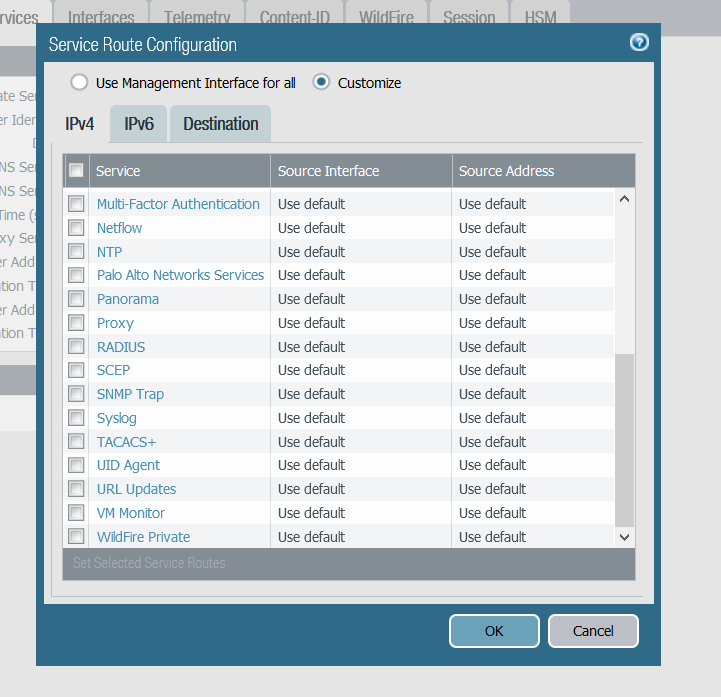 rvices Interfaces Telemetry Content-ID WildFire Session HSM
Service Route Configuration
Use Management Interface for all Customize
IPv4 IPv6 Destination
Service Source Interface Source Address
Multi-Factor Authentication Use default Use default
Netflow Use default Use default
NTP Use default Use default
Palo Alto Networks Services Use default Use default
Panorama Use default Use default
Proxy Use default Use default
RADIUS Use default Use default
SCEP Use default Use default
SNMP Trap Use default Use default
Syslog Use default Use default
TACACS+ Use default Use default
UID Agent Use default Use default
URL Updates Use default Use default
VM Monitor Use default Use default
WildFire Private Use default Use default
Set Selected Service Routes
OK Cancel
ate Ser
er Iden
NS Ser
NS Ser
Time (s
xy Ser
er Add
ation T
er Add
ation T